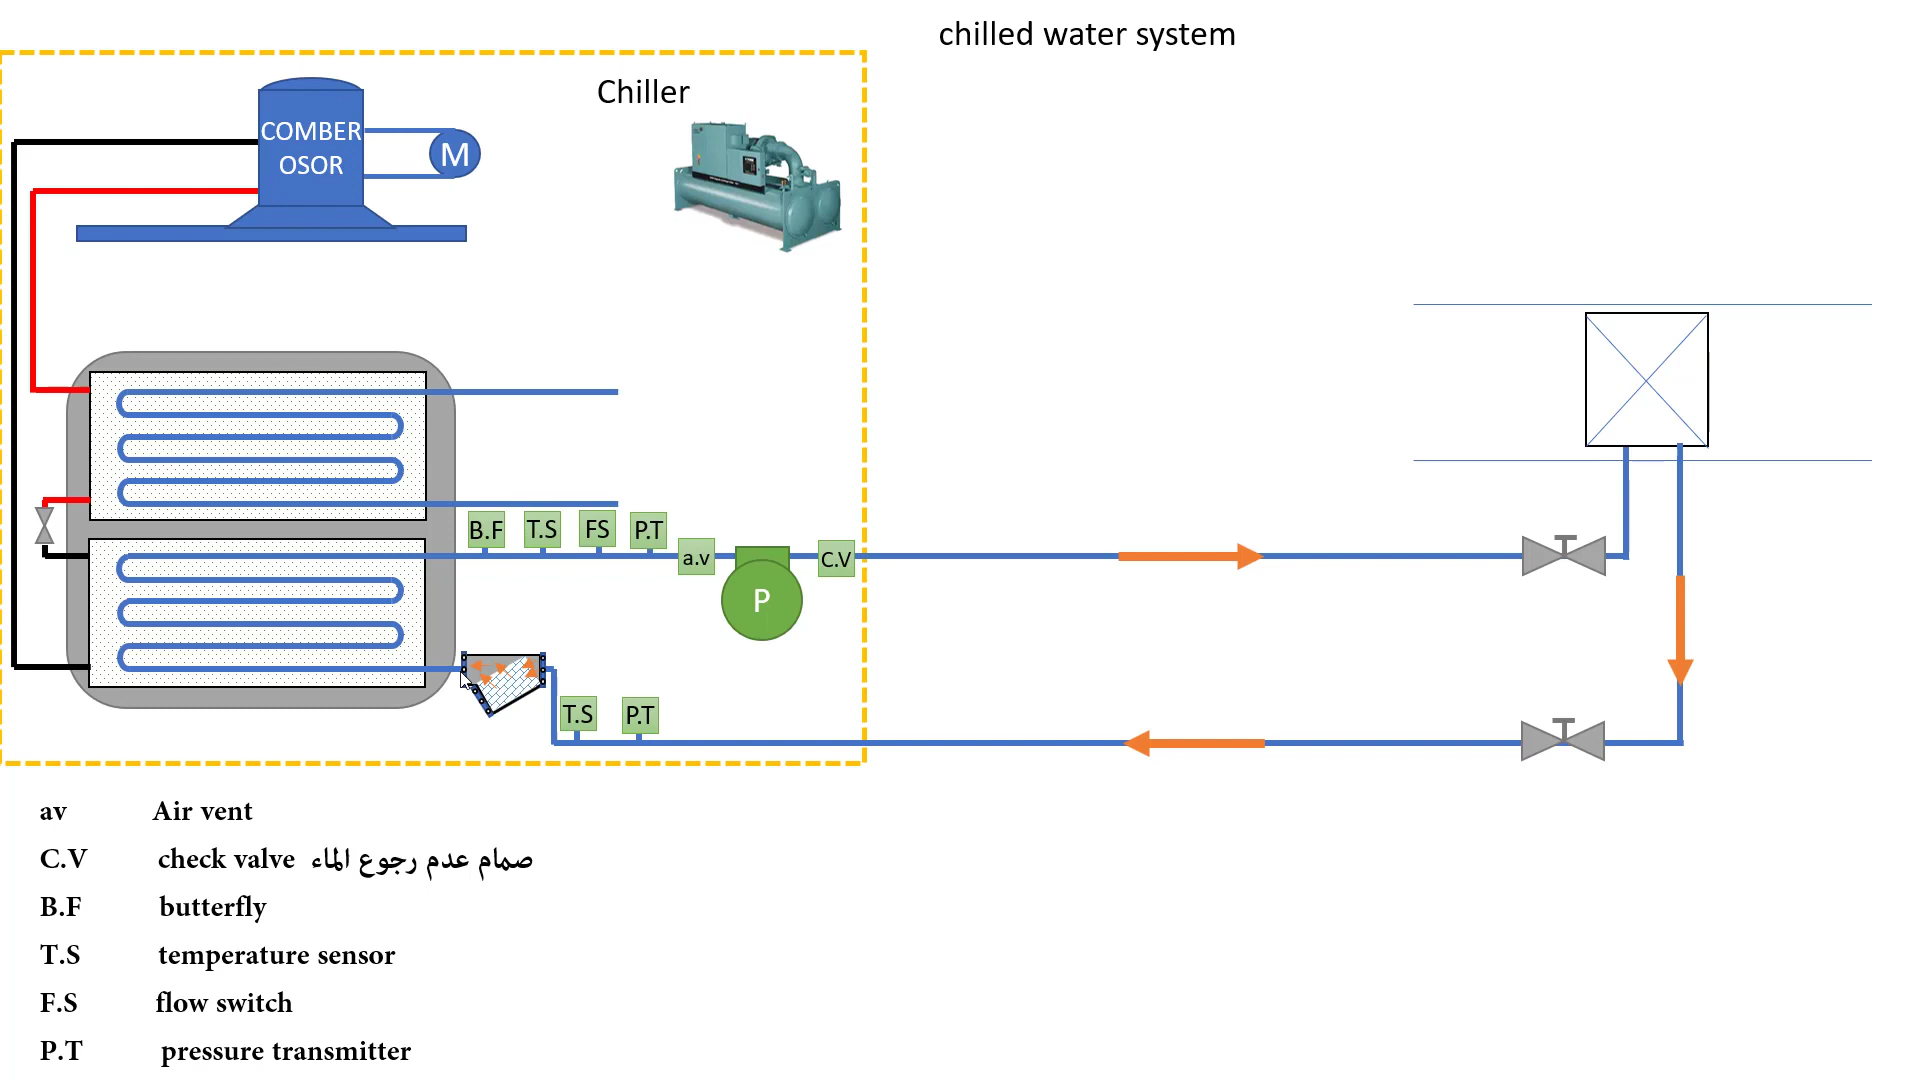 chilled water system
Chiller
COMBER
OSOR
M
B.F
T.S
FS
P.T
a.v
C.V
P
T.S
P.T
av Air vent
C.V check valve صمام عدم رجوع الماء
B.F butterfly
T.S temperature sensor
F.S flow switch
P.T pressure transmitter